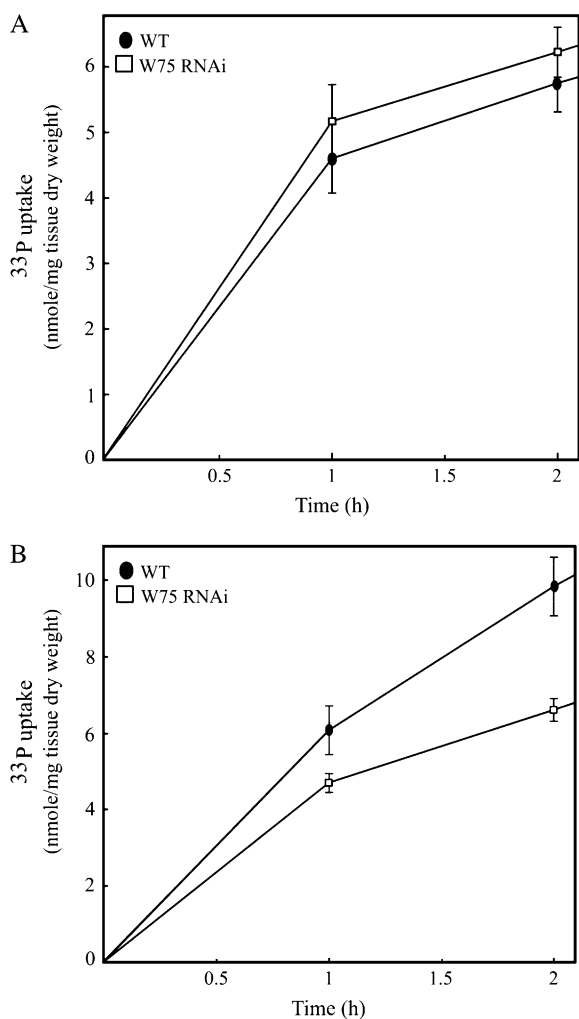 A
WT
W75 RNAi
6
5
4
3
2
1
0
33P uptake
(nmole/mg tissue dry weight)
0.5
1
1.5
2
Time (h)
B
WT
W75 RNAi
10
8
6
4
2
0
33P uptake
(nmole/mg tissue dry weight)
0.5
1
1.5
2
Time (h)